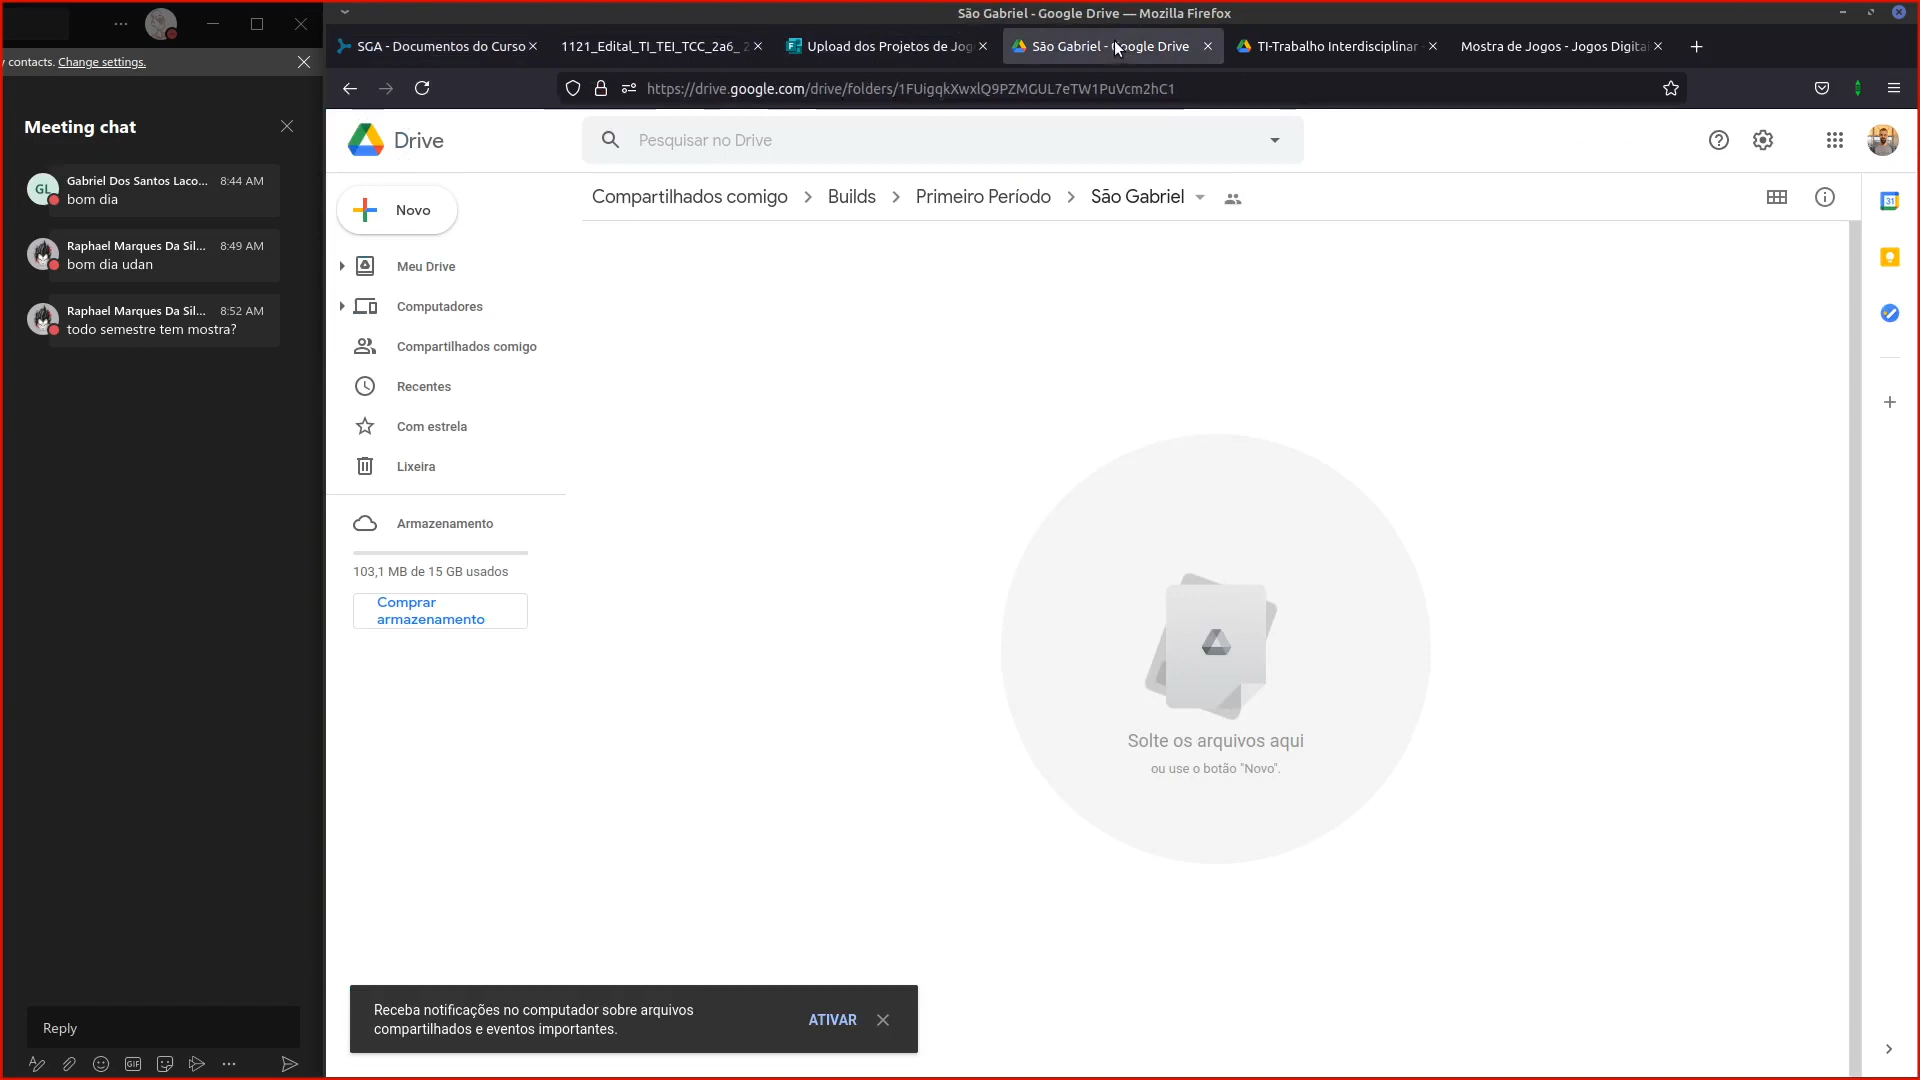 São Gabriel - Google Drive — Mozilla Firefox
SGA - Documentos do Curso
1121_Edital_TI_TEI_TCC_2a6_
Upload dos Projetos de Jog
São Gabriel - Google Drive
TI-Trabalho Interdisciplinar
Mostra de Jogos - Jogos Digitai
https://drive.google.com/drive/folders/1FUigqkXwxlQ9PZMGUL7eTW1PuVcm2hC1
y contacts. Change settings.
Meeting chat
GL
Gabriel Dos Santos Laco... 8:44 AM
bom dia
Raphael Marques Da Sil... 8:49 AM
bom dia udan
Raphael Marques Da Sil... 8:52 AM
todo semestre tem mostra?
Reply
GIF
Drive
Pesquisar no Drive
Novo
Compartilhados comigo
Builds
Primeiro Período
São Gabriel
31
Meu Drive
Computadores
Compartilhados comigo
Recentes
Com estrela
Lixeira
Armazenamento
103,1 MB de 15 GB usados
Comprar
armazenamento
Solte os arquivos aqui
ou use o botão "Novo".
Receba notificações no computador sobre arquivos
compartilhados e eventos importantes.
ATIVAR